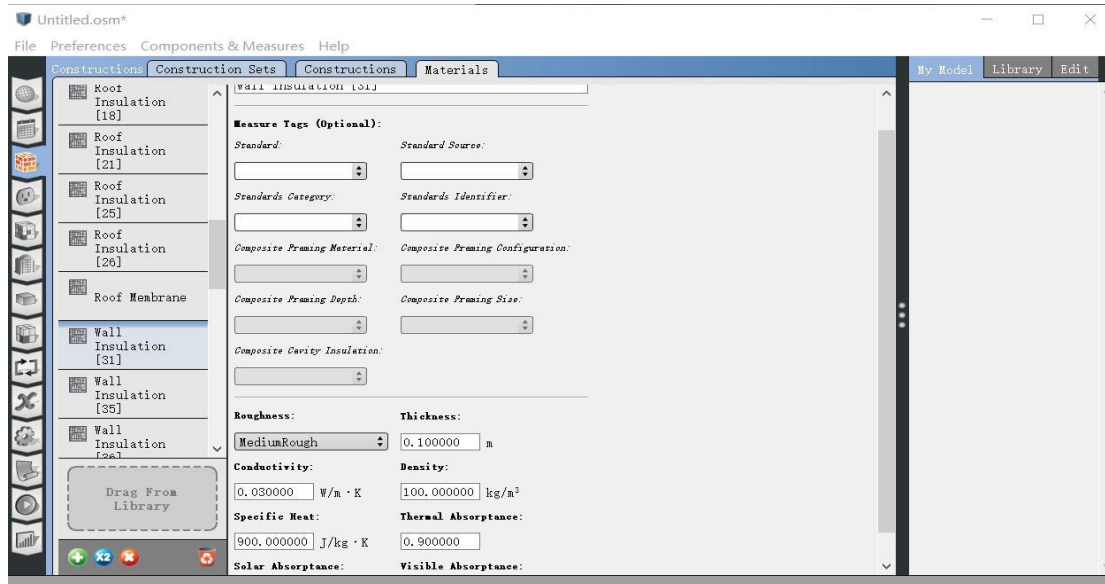 Untitled.osm*
File Preferences Components & Measures Help
Constructions Construction Sets Constructions Materials My Model Library Edit
Roof
Insulation
[18]
Roof
Insulation
[21]
Roof
Insulation
[25]
Roof
Insulation
[26]
Roof Membrane
Wall
Insulation
[31]
Wall
Insulation
[35]
Wall
Insulation
Drag From
Library
X2
Wall Insulation [31]
Measure Tags (Optional):
Standard: Standard Source:
Standards Category: Standards Identifier:
Composite Framing Material: Composite Framing Configuration:
Composite Framing Depth: Composite Framing Size:
Composite Cavity Insulation:
Roughness: Thickness:
MediumRough 0.100000 m
Conductivity: Density:
0.030000 W/m·K 100.000000 kg/m³
Specific Heat: Thermal Absorptance:
900.000000 J/kg·K 0.900000
Solar Absorptance: Visible Absorptance: